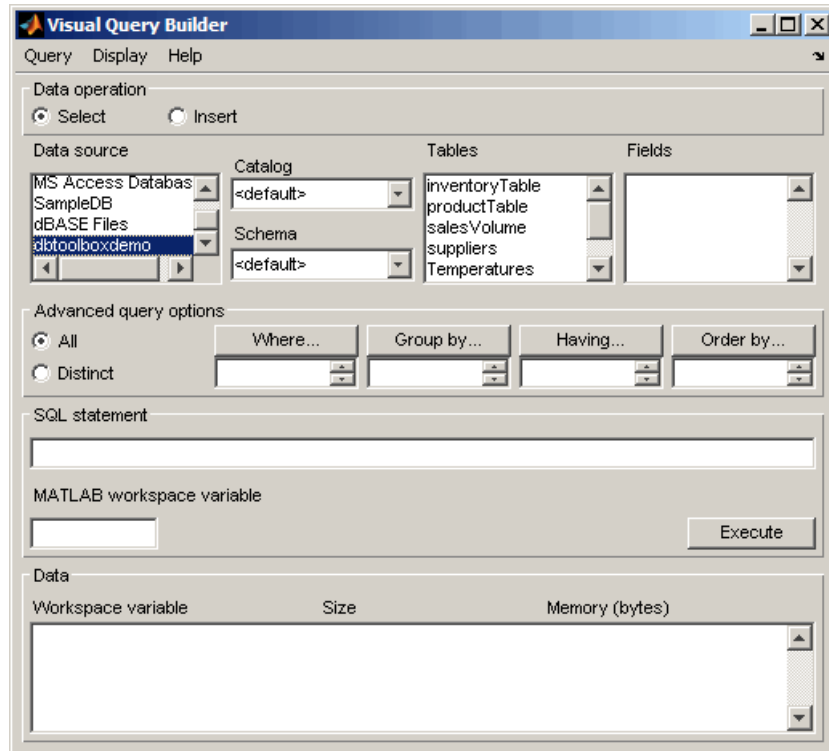 Visual Query Builder
Query Display Help
Data operation
Select Insert
Data source
Catalog
Tables
Fields
MS Access Databas
SampleDB
dBASE Files
dbtoolboxdemo
<default>
Schema
<default>
inventoryTable
productTable
salesVolume
suppliers
Temperatures
Advanced query options
All
Distinct
Where... Group by... Having... Order by...
SQL statement
MATLAB workspace variable
Execute
Data
Workspace variable Size Memory (bytes)